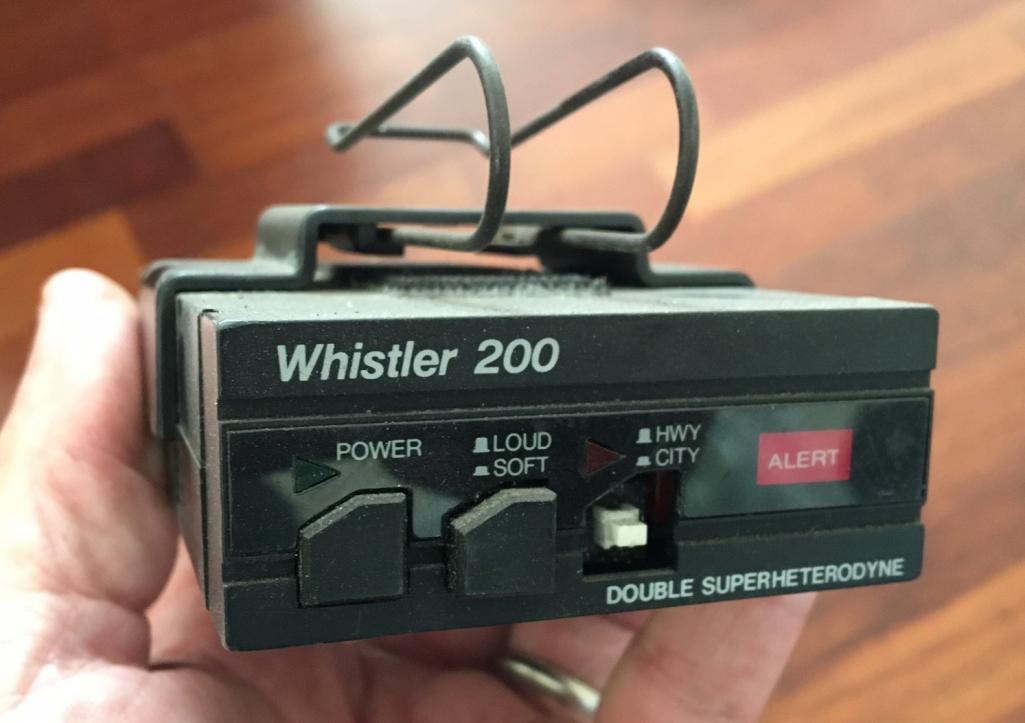 Whistler 200
POWER
LOUD
SOFT
HWY
CITY
ALERT
DOUBLE SUPERHETERODYNE